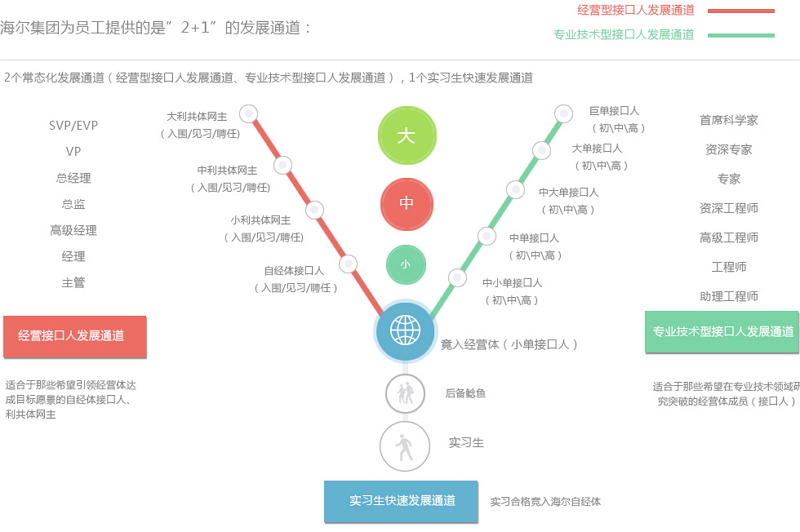 海尔集团为员工提供的是”2+1”的发展通道：
经营型接口人发展通道
专业技术型接口人发展通道
2个常态化发展通道（经营型接口人发展通道、专业技术型接口人发展通道），1个实习生快速发展通道
SVP/EVP
VP
总经理
总监
高级经理
经理
主管
经营接口人发展通道
适合于那些希望引领经营体达
成目标愿景的自经体接口人、
利共体网主
大利共体网主
（入围/见习/聘任）
中利共体网主
（入围/见习/聘任）
小利共体网主
（入围/见习/聘任）
自经体接口人
（入围/见习/聘任）
大
中
小
巨单接口人
（初\中\高）
大单接口人
（初\中\高）
中大单接口人
（初\中\高）
中单接口人
（初\中\高）
中小单接口人
（初\中\高）
竟入经营体（小单接口人）
后备鲶鱼
实习生
实习生快速发展通道
实习合格竞入海尔自经体
首席科学家
资深专家
专家
资深工程师
高级工程师
工程师
助理工程师
专业技术型接口人发展通道
适合于那些希望在专业技术领域研
究突破的经营体成员（接口人）